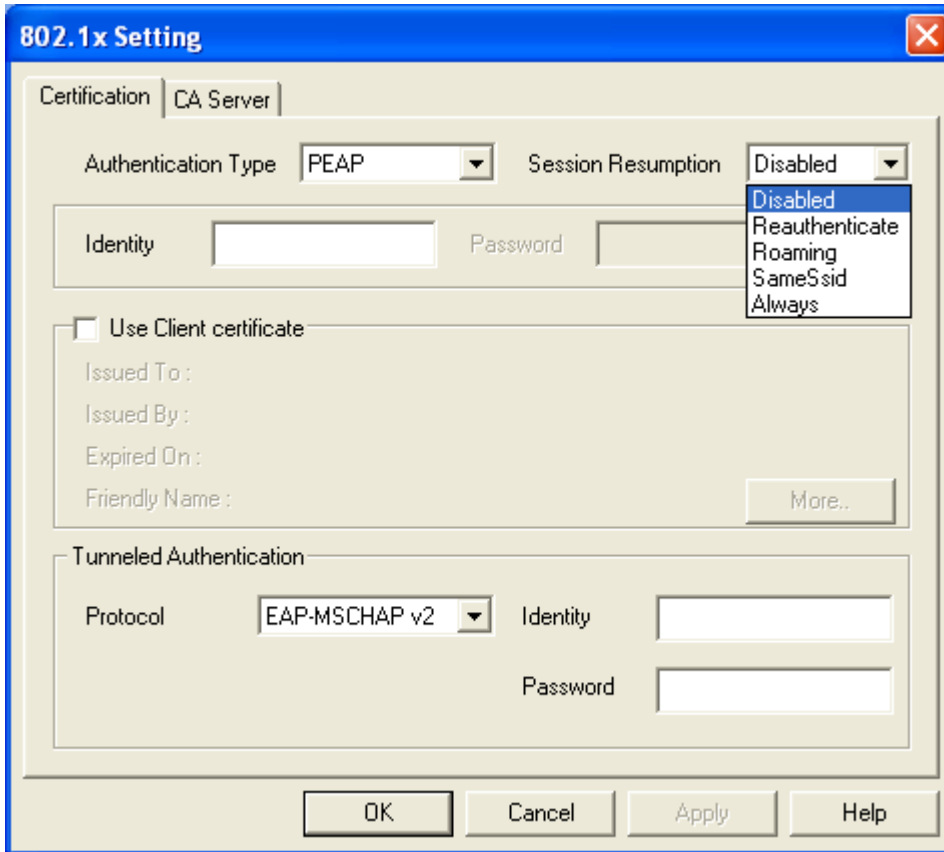 802.1x Setting
Certification CA Server
Authentication Type PEAP Session Resumption Disabled
Disabled
Reauthenticate
Roaming
SameSsid
Always
Identity Password
Use Client certificate
Issued To :
Issued By :
Expired On :
Friendly Name :
More..
Tunneled Authentication
Protocol EAP-MSCHAP v2 Identity
Password
OK Cancel Apply Help